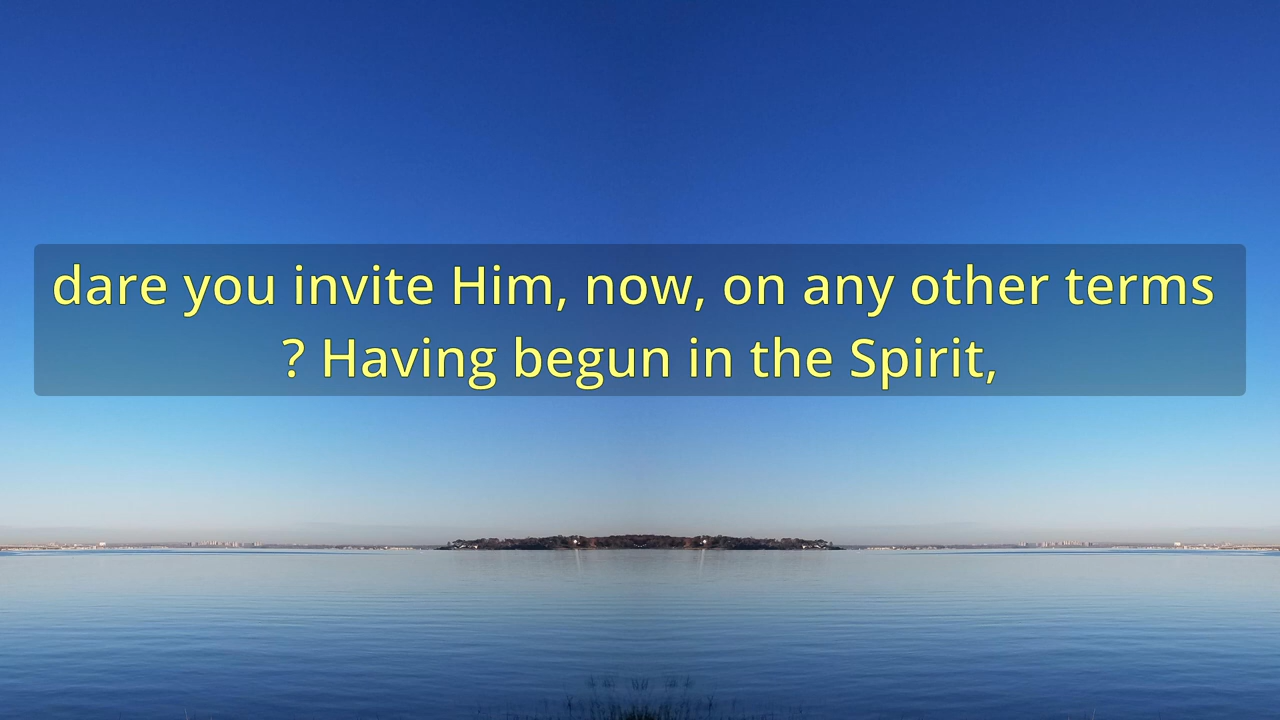 dare you invite Him, now, on any other terms
? Having begun in the Spirit,